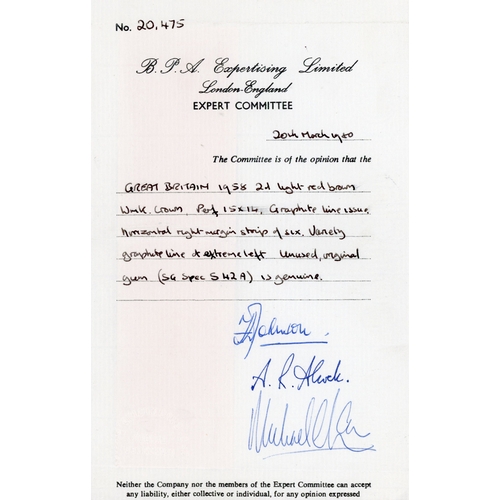 No. 20,475
B.P.A. Expertising Limited
London-England
EXPERT COMMITTEE
20th March 1980
The Committee is of the opinion that the
GREAT BRITAIN 1958 2d light red brown
Wmk. Crown, Perf 15x14, Graphite line issue,
horizontal right margin strip of six. Variety
graphite line at extreme left Unused, original
gum (SG Spec S42A) is genuine.
A. R. Alcock.
Michael
Neither the Company nor the members of the Expert Committee can accept
any liability, either collective or individual, for any opinion expressed